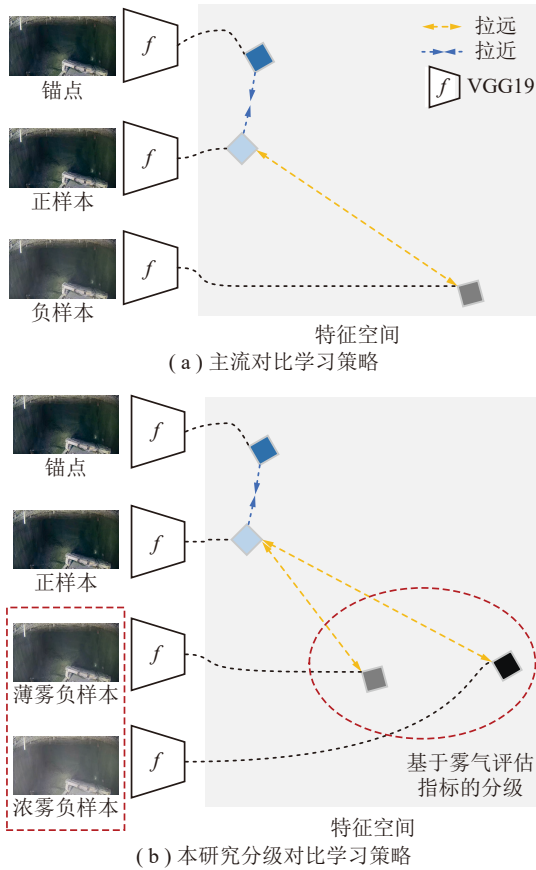 f
拉远
拉近
f VGG19
锚点
f
正样本
f
负样本
特征空间
( a ) 主流对比学习策略
f
锚点
f
正样本
f
薄雾负样本
f
浓雾负样本
基于雾气评估
指标的分级
特征空间
( b ) 本研究分级对比学习策略